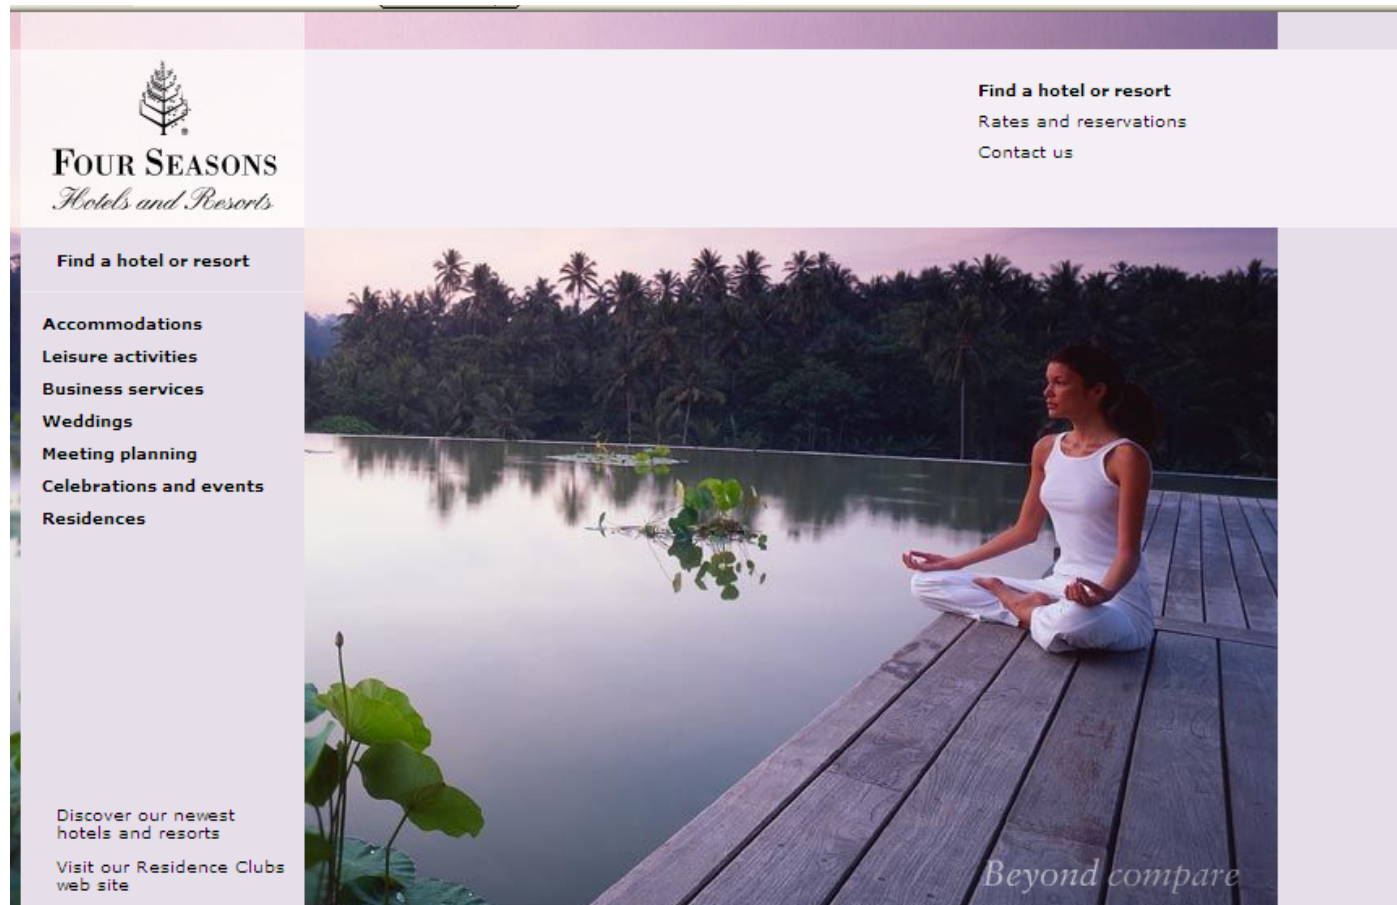 FOUR SEASONS
Hotels and Resorts
Find a hotel or resort
Rates and reservations
Contact us
Find a hotel or resort
Accommodations
Leisure activities
Business services
Weddings
Meeting planning
Celebrations and events
Residences
Discover our newest
hotels and resorts
Visit our Residence Clubs
web site
Beyond compare